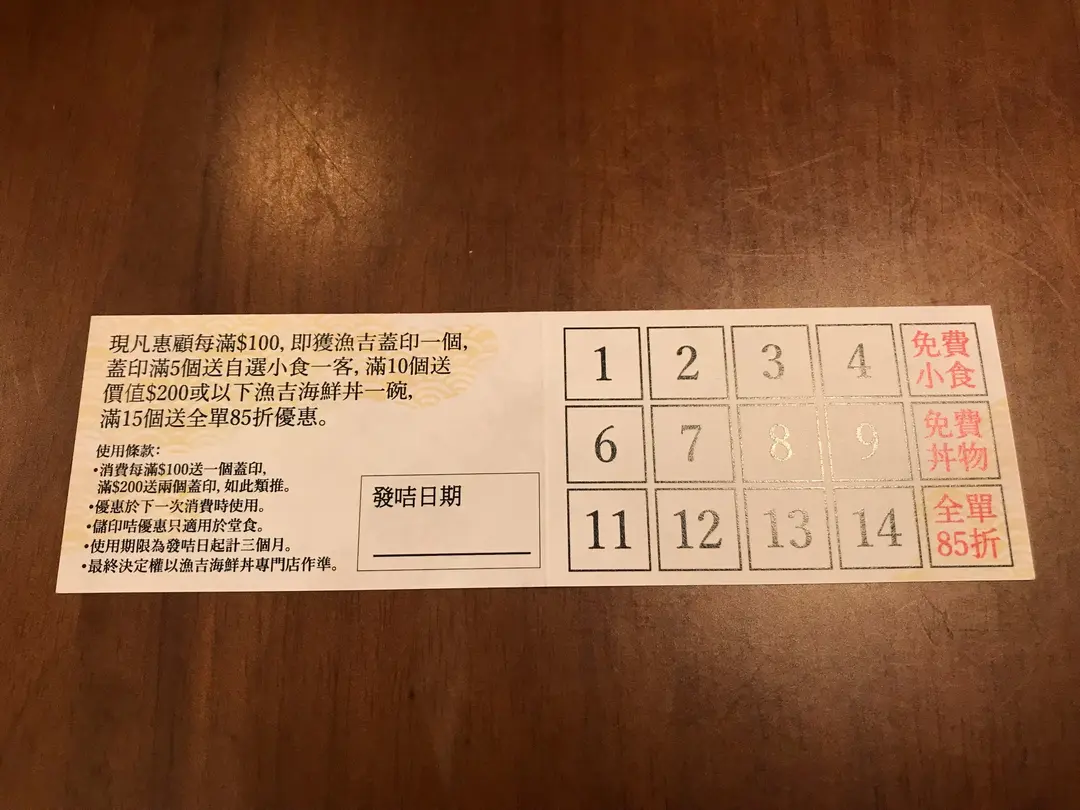 現凡惠顧每滿$100, 即獲漁吉蓋印一個,
蓋印滿5個送自選小食一客, 滿10個送
價值$200或以下漁吉海鮮丼一碗,
滿15個送全單85折優惠。
使用條款:
•消費每滿$100送一個蓋印,
滿$200送兩個蓋印, 如此類推。
•優惠於下一次消費時使用。
•儲印咭優惠只適用於堂食。
•使用期限為發咭日起計三個月。
•最終決定權以漁吉海鮮丼專門店作準。
發咭日期
1 2 3 4 免費
小食
6 7 8 9 免費
丼物
11 12 13 14 全單
85折